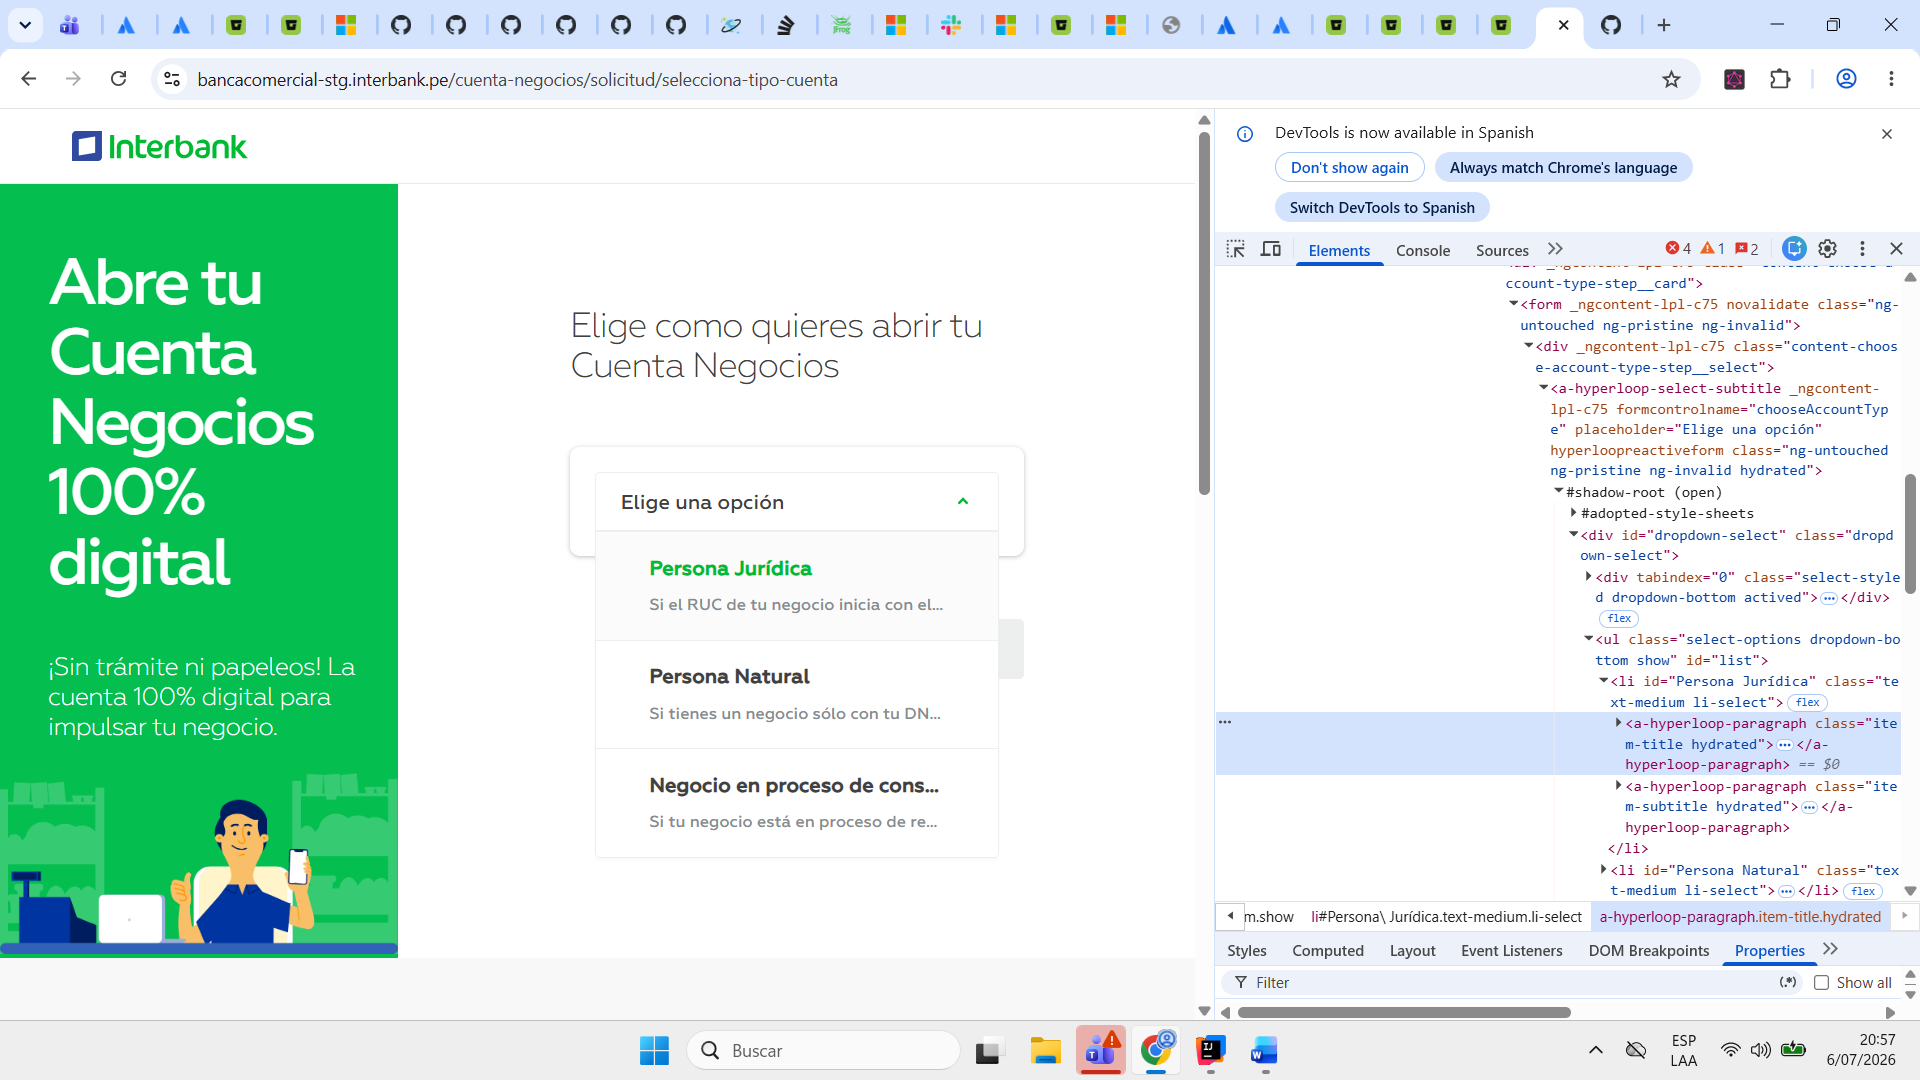 bancacomercial-stg.interbank.pe/cuenta-negocios/solicitud/selecciona-tipo-cuenta
Interbank
Abre tu
Cuenta
Negocios
100%
digital
¡Sin trámite ni papeleos! La
cuenta 100% digital para
impulsar tu negocio.
Elige como quieres abrir tu
Cuenta Negocios
Elige una opción
Persona Jurídica
Si el RUC de tu negocio inicia con el...
Persona Natural
Si tienes un negocio sólo con tu DN...
Negocio en proceso de cons...
Si tu negocio está en proceso de re...
DevTools is now available in Spanish
Don't show again
Always match Chrome's language
Switch DevTools to Spanish
Elements
Console
Sources
4
1
2
ccount-type-step__card">
<form _ngcontent-lpl-c75 novalidate class="ng-
untouched ng-pristine ng-invalid">
<div _ngcontent-lpl-c75 class="content-choos
e-account-type-step__select">
<a-hyperloop-select-subtitle _ngcontent-
lpl-c75 formcontrolname="chooseAccountTyp
e" placeholder="Elige una opción"
hyperloopreactiveform class="ng-untouched
ng-pristine ng-invalid hydrated">
#shadow-root (open)
#adopted-style-sheets
<div id="dropdown-select" class="dropd
own-select">
<div tabindex="0" class="select-style
d dropdown-bottom actived">…</div>
flex
<ul class="select-options dropdown-bo
ttom show" id="list">
<li id="Persona Jurídica" class="te
xt-medium li-select"> flex
<a-hyperloop-paragraph class="ite
m-title hydrated">…</a-
hyperloop-paragraph> == $0
<a-hyperloop-paragraph class="ite
m-subtitle hydrated">…</a-
hyperloop-paragraph>
</li>
<li id="Persona Natural" class="tex
t-medium li-select">…</li> flex
m.show li#Persona\ Jurídica.text-medium.li-select a-hyperloop-paragraph.item-title.hydrated
Styles
Computed
Layout
Event Listeners
DOM Breakpoints
Properties
Filter
(.*)
Show all
Buscar
ESP
LAA
20:57
6/07/2026